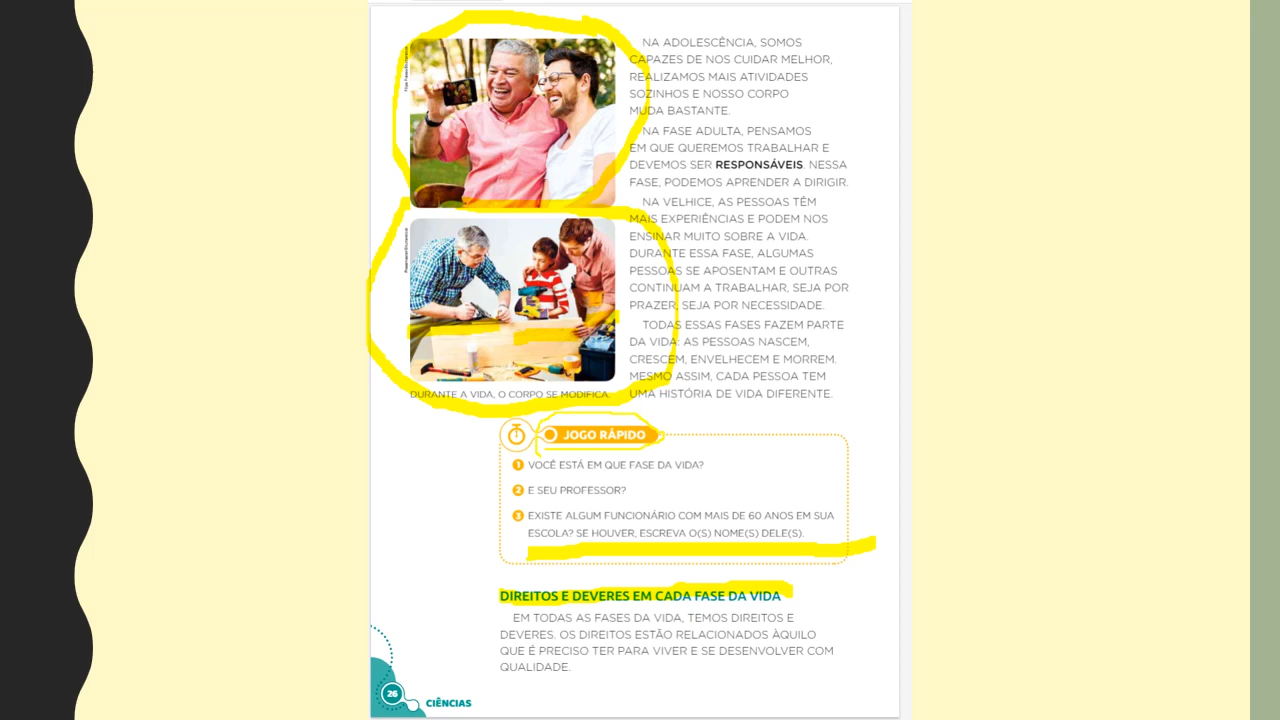 NA ADOLESCÊNCIA, SOMOS
CAPAZES DE NOS CUIDAR MELHOR,
REALIZAMOS MAIS ATIVIDADES
SOZINHOS E NOSSO CORPO
MUDA BASTANTE.
NA FASE ADULTA, PENSAMOS
EM QUE QUEREMOS TRABALHAR E
DEVEMOS SER RESPONSÁVEIS. NESSA
FASE, PODEMOS APRENDER A DIRIGIR.
NA VELHICE, AS PESSOAS TÊM
MAIS EXPERIÊNCIAS E PODEM NOS
ENSINAR MUITO SOBRE A VIDA.
DURANTE ESSA FASE, ALGUMAS
PESSOAS SE APOSENTAM E OUTRAS
CONTINUAM A TRABALHAR, SEJA POR
PRAZER, SEJA POR NECESSIDADE.
TODAS ESSAS FASES FAZEM PARTE
DA VIDA: AS PESSOAS NASCEM,
CRESCEM, ENVELHECEM E MORREM.
MESMO ASSIM, CADA PESSOA TEM
UMA HISTÓRIA DE VIDA DIFERENTE.
DURANTE A VIDA, O CORPO SE MODIFICA.
JOGO RÁPIDO
1 VOCÊ ESTÁ EM QUE FASE DA VIDA?
2 E SEU PROFESSOR?
3 EXISTE ALGUM FUNCIONÁRIO COM MAIS DE 60 ANOS EM SUA
ESCOLA? SE HOUVER, ESCREVA O(S) NOME(S) DELE(S).
DIREITOS E DEVERES EM CADA FASE DA VIDA
EM TODAS AS FASES DA VIDA, TEMOS DIREITOS E
DEVERES. OS DIREITOS ESTÃO RELACIONADOS ÀQUILO
QUE É PRECISO TER PARA VIVER E SE DESENVOLVER COM
QUALIDADE.
26
CIÊNCIAS